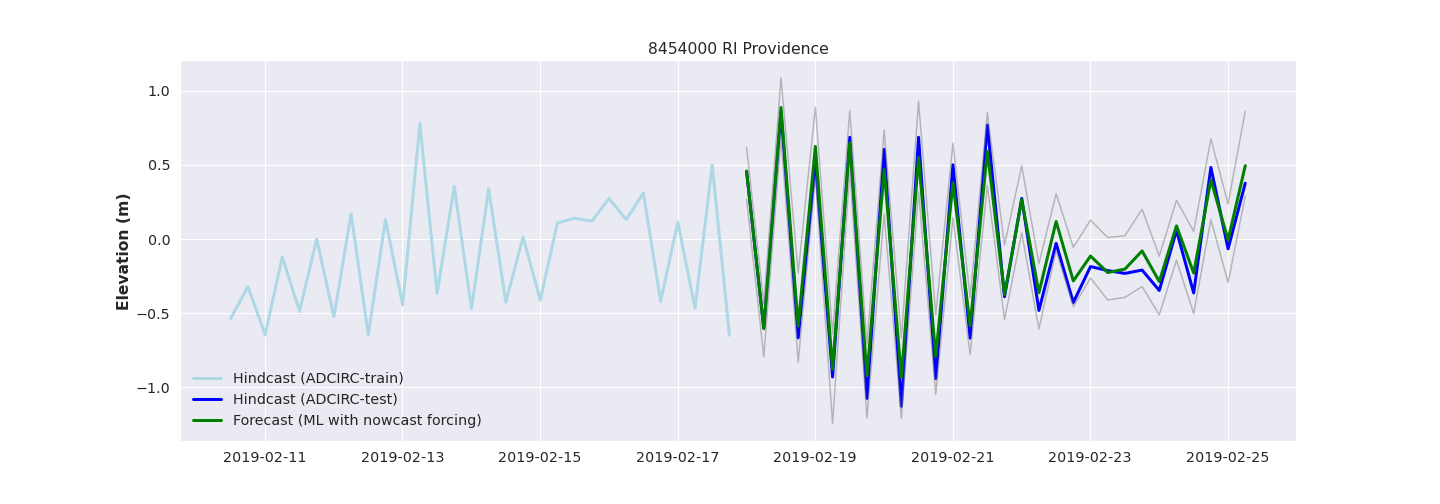 8454000 RI Providence
Elevation (m)
1.0
0.5
0.0
−0.5
−1.0
Hindcast (ADCIRC-train)
Hindcast (ADCIRC-test)
Forecast (ML with nowcast forcing)
2019-02-11 2019-02-13 2019-02-15 2019-02-17 2019-02-19 2019-02-21 2019-02-23 2019-02-25